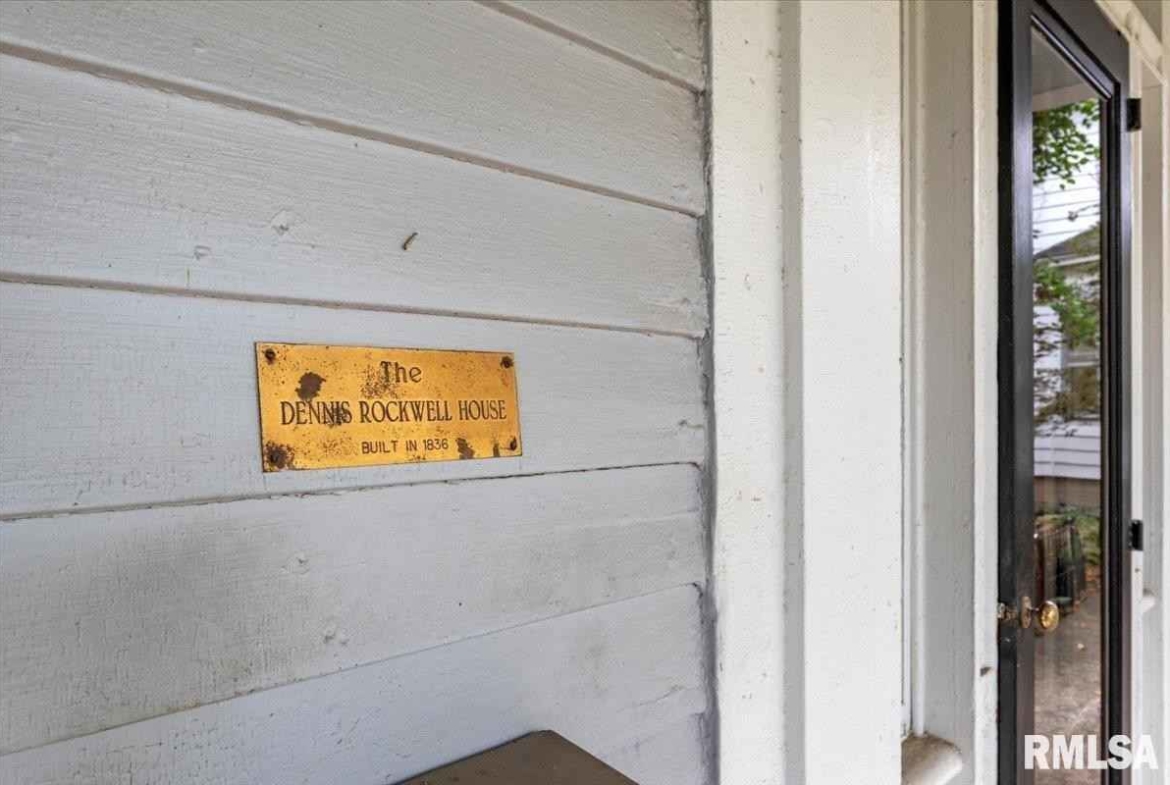 The
DENNIS ROCKWELL HOUSE
BUILT IN 1836
RMLSA